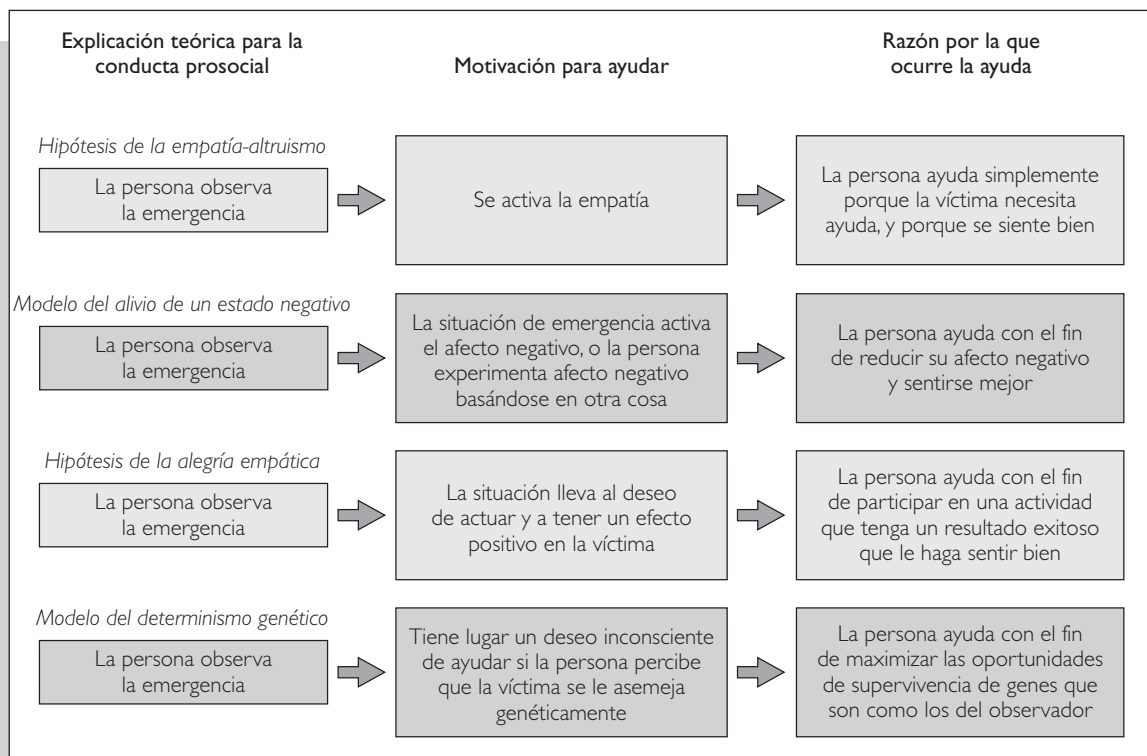 Explicación teórica para la
conducta prosocial
Motivación para ayudar
Razón por la que
ocurre la ayuda
Hipótesis de la empatía-altruismo
La persona observa
la emergencia
Se activa la empatía
La persona ayuda simplemente
porque la víctima necesita
ayuda, y porque se siente bien
Modelo del alivio de un estado negativo
La persona observa
la emergencia
La situación de emergencia activa
el afecto negativo, o la persona
experimenta afecto negativo
basándose en otra cosa
La persona ayuda con el fin
de reducir su afecto negativo
y sentirse mejor
Hipótesis de la alegría empática
La persona observa
la emergencia
La situación lleva al deseo
de actuar y a tener un efecto
positivo en la víctima
La persona ayuda con el fin
de participar en una actividad
que tenga un resultado exitoso
que le haga sentir bien
Modelo del determinismo genético
La persona observa
la emergencia
Tiene lugar un deseo inconsciente
de ayudar si la persona percibe
que la víctima se le asemeja
genéticamente
La persona ayuda con el fin
de maximizar las oportunidades
de supervivencia de genes que
son como los del observador